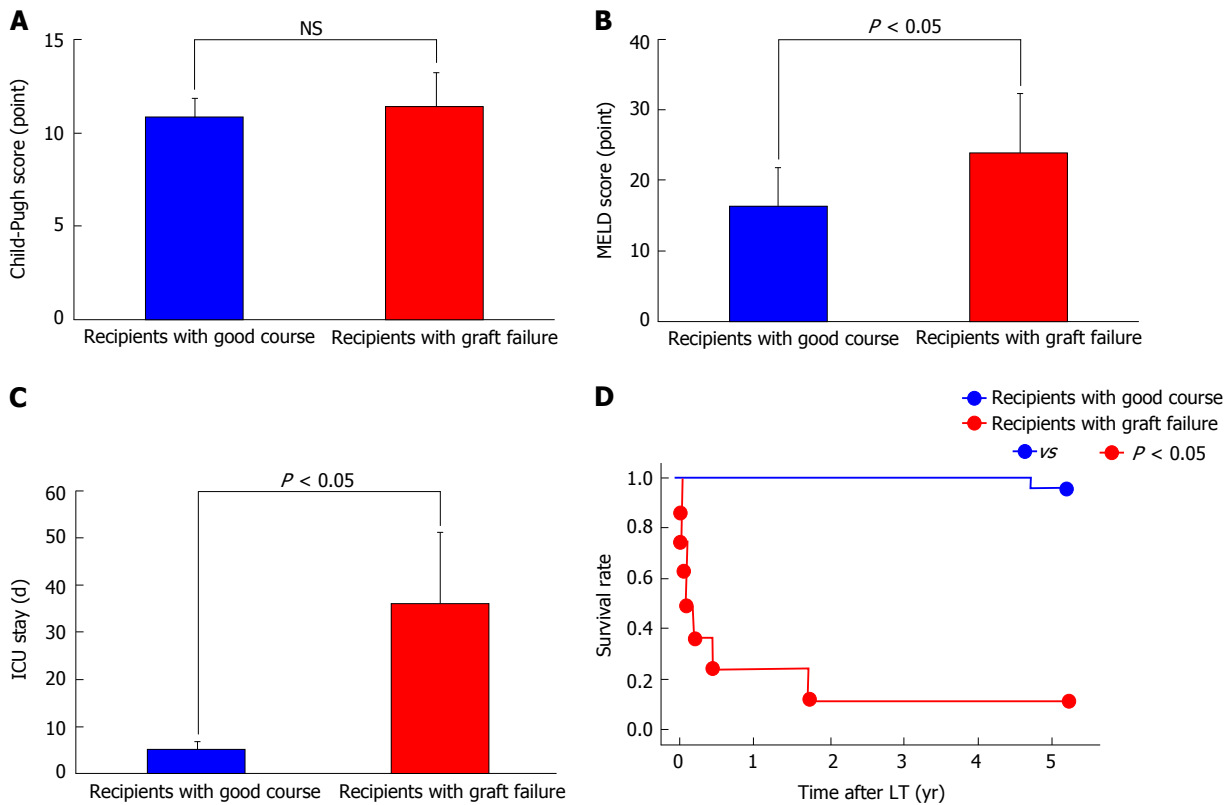 A
NS
15
10
5
0
Child-Pugh score (point)
Recipients with good course
Recipients with graft failure
B
P < 0.05
40
30
20
10
0
MELD score (point)
Recipients with good course
Recipients with graft failure
C
P < 0.05
60
50
40
30
20
10
0
ICU stay (d)
Recipients with good course
Recipients with graft failure
D
Recipients with good course
Recipients with graft failure
vs P < 0.05
1.0
0.8
0.6
0.4
0.2
0.0
Survival rate
0 1 2 3 4 5
Time after LT (yr)